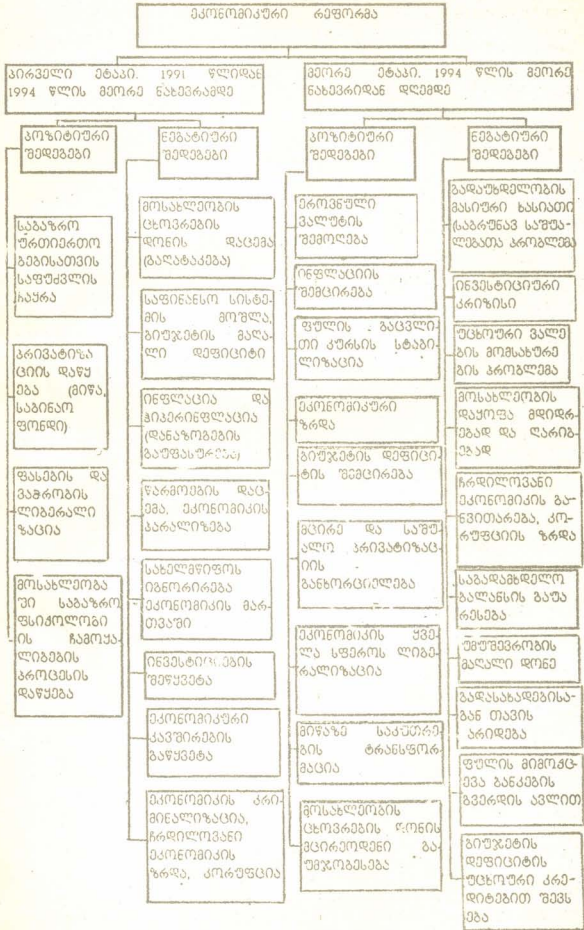 ეკონომიკური რეფორმა
პირველი ეტაპი. 1991 წლიდან
1994 წლის მეორე ნახევრამდე
პოზიტიური
შედეგები
საბაზრო
ურთიერთო
ბებისათვის
საფუძვლის
ჩაყრა
პრივატიზა
ციის დაწყ
ება (მიწა,
საბინაო
ფონდი)
ფასების და
ვაჭრობის
ლიბერალი
ზაცია
მოსახლეობა
ში საბაზრო
ფსიქოლოგი
ის ჩამოყა
ლიბების
პროცესის
დაწყება
ნეგატიური
შედეგები
მოსახლეობის
ცხოვრების
დონის დაცემა
(გაღატაკება)
საფინანსო სისტე
მის მოშლა,
ბიუჯეტის მაღა
ლი დეფიციტი
ინფლაცია და
ჰიპერინფლაცია
(დანაზოგების
გაუფასურება)
წარმოების დაც
ემა, ეკონომიკის
პარალიზება
სახელმწიფოს
იგნორირება
ეკონომიკის მარ
თვაში
ინვესტიციების
შეწყვეტა
ეკონომიკური
კავშირების
გაწყვეტა
ეკონომიკის კრი
მინალიზაცია,
ჩრდილოვანი
ეკონომიკის
ზრდა, კორუფცია
მეორე ეტაპი. 1994 წლის მეორე
ნახევრიდან დღემდე
პოზიტიური
შედეგები
ეროვნული
ვალუტის
შემოღება
ინფლაციის
შემცირება
ფულის გაცვლი
თი კურსის სტაბი
ლიზაცია
ეკონომიკური
ზრდა
ბიუჯეტის დეფიცი
ტის შემცირება
მცირე და საშუ
ალო პრივატიზაც
იის
განხორციელება
ეკონომიკის ყვე
ლა სფეროს ლიბე
რალიზაცია
მიწაზე საკუთრე
ბის ტრანსფორ
მაცია
მოსახლეობის
ცხოვრების დონის
მცირეოდენი გა
უმჯობესება
ნეგატიური
შედეგები
გადაუხდელობის
მასიური ხასიათი
(საბრუნავ საშუა
ლებათა პრობლემა
ინვესტიციური
კრიზისი
უცხოური ვალე
ბის მომსახურე
ბის პრობლემა
მოსახლეობის
დაყოფა მდიდრ
ებად და ღარიბ
ებად
ჩრდილოვანი
ეკონომიკის გა
ნვითარება, კო
რუფციის ზრდა
საგადამხდელო
ბალანსის გაუა
რესება
უმუშევრობის
მაღალი დონე
გადასახადებისა
გან თავის
არიდება
ფულის მიმოქც
ევა ბანკების
გვერდის ავლით
ბიუჯეტის
დეფიციტის
უცხოური კრე
დიტებით შევს
ება